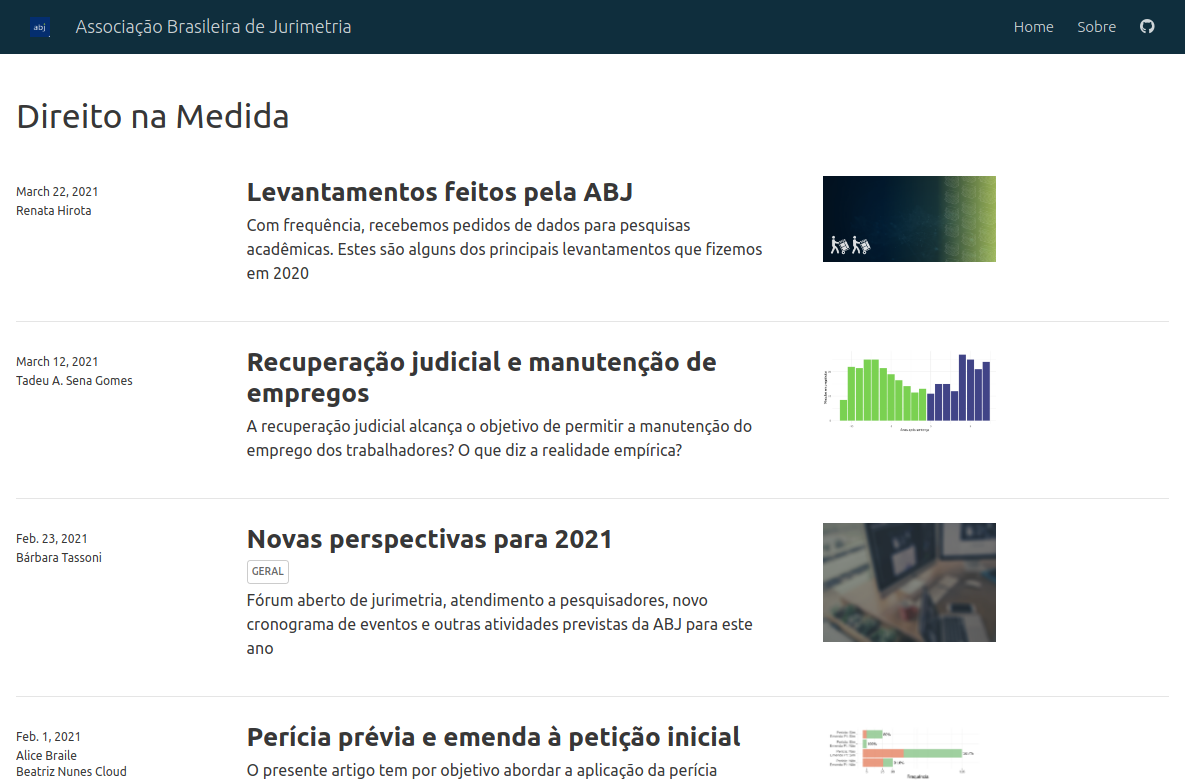 abj Associação Brasileira de Jurimetria Home Sobre
Direito na Medida
March 22, 2021
Renata Hirota
Levantamentos feitos pela ABJ
Com frequência, recebemos pedidos de dados para pesquisas
acadêmicas. Estes são alguns dos principais levantamentos que fizemos
em 2020
March 12, 2021
Tadeu A. Sena Gomes
Recuperação judicial e manutenção de
empregos
A recuperação judicial alcança o objetivo de permitir a manutenção do
emprego dos trabalhadores? O que diz a realidade empírica?
Feb. 23, 2021
Bárbara Tassoni
Novas perspectivas para 2021
GERAL
Fórum aberto de jurimetria, atendimento a pesquisadores, novo
cronograma de eventos e outras atividades previstas da ABJ para este
ano
Feb. 1, 2021
Alice Braile
Beatriz Nunes Cloud
Perícia prévia e emenda à petição inicial
O presente artigo tem por objetivo abordar a aplicação da perícia